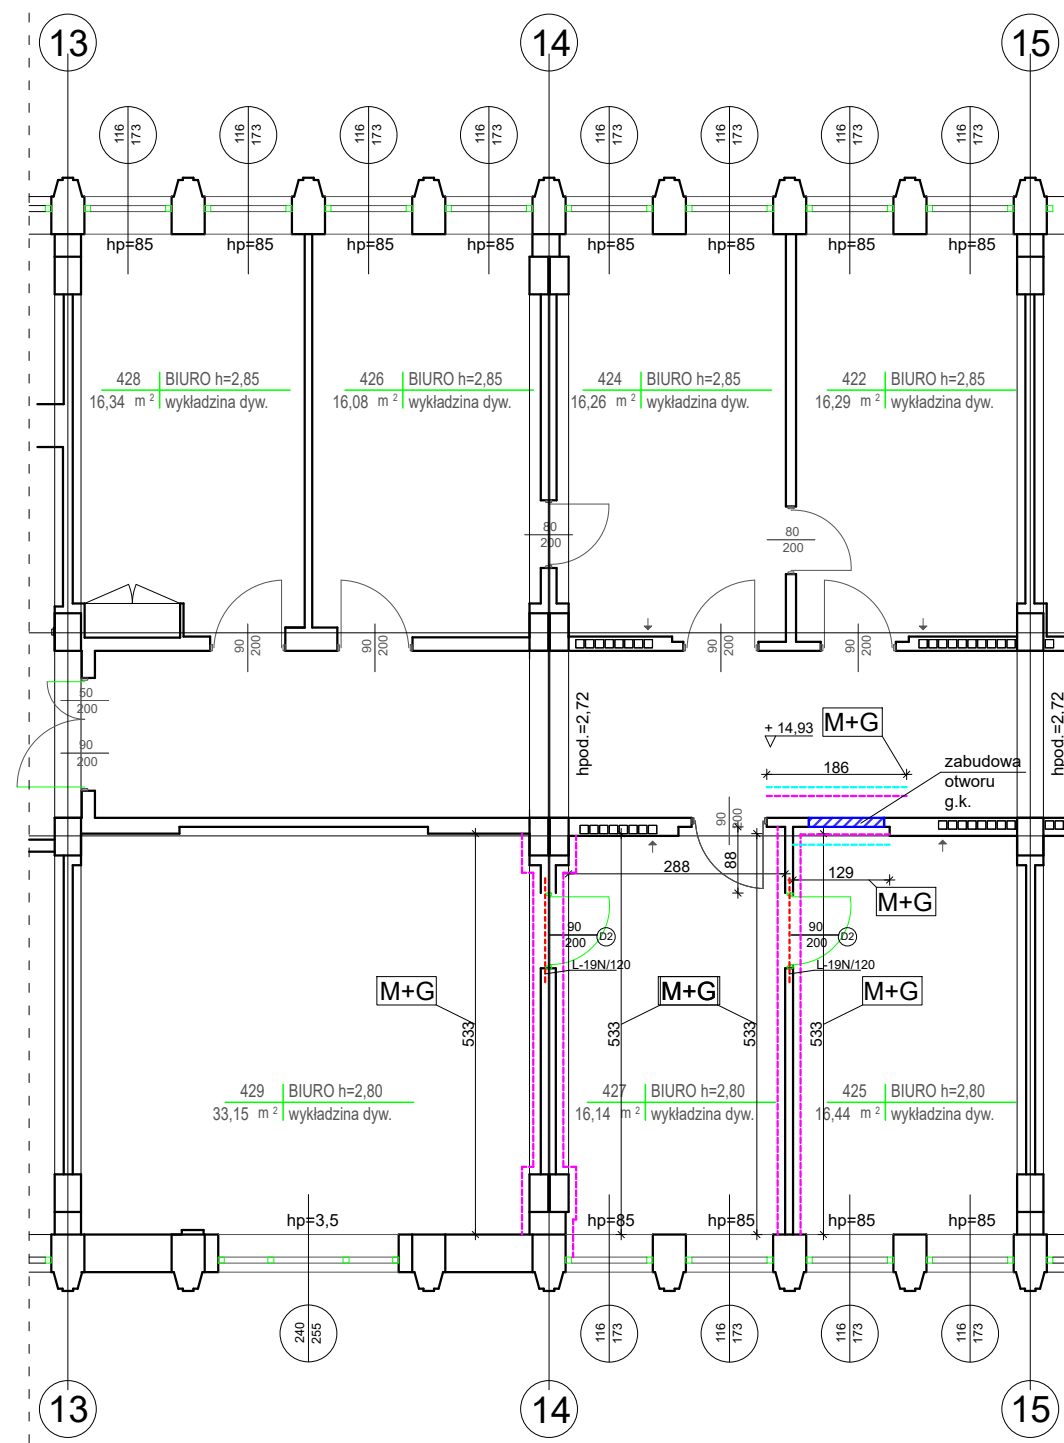 13
14
15
116
173
116
173
116
173
116
173
116
173
116
173
116
173
116
173
hp=85
hp=85
hp=85
hp=85
hp=85
hp=85
hp=85
hp=85
428 BIURO h=2,85
16,34 m² wykładzina dyw.
426 BIURO h=2,85
16,08 m² wykładzina dyw.
424 BIURO h=2,85
16,26 m² wykładzina dyw.
422 BIURO h=2,85
16,29 m² wykładzina dyw.
80
200
80
200
90
200
90
200
90
200
90
200
50
200
90
200
hpod.=2,72
+ 14,93
M+G
186
zabudowa
otworu
g.k.
hpod.=2,72
90
200
88
288
129
M+G
90
200
D2
L-19N/120
90
200
D2
L-19N/120
M+G
M+G
M+G
533
533
533
533
429 BIURO h=2,80
33,15 m² wykładzina dyw.
427 BIURO h=2,80
16,14 m² wykładzina dyw.
425 BIURO h=2,80
16,44 m² wykładzina dyw.
hp=3,5
hp=85
hp=85
hp=85
hp=85
240
255
116
173
116
173
116
173
116
173
13
14
15